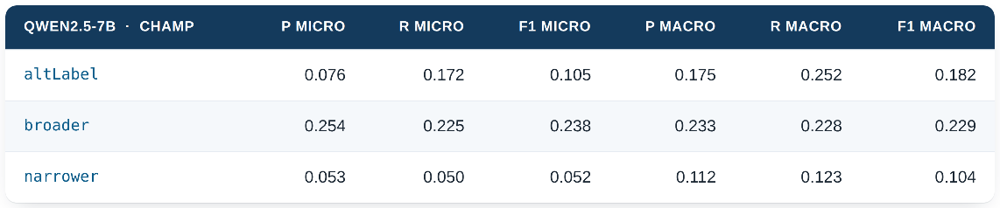 QWEN2.5-7B · CHAMP P MICRO R MICRO F1 MICRO P MACRO R MACRO F1 MACRO
altLabel 0.076 0.172 0.105 0.175 0.252 0.182
broader 0.254 0.225 0.238 0.233 0.228 0.229
narrower 0.053 0.050 0.052 0.112 0.123 0.104